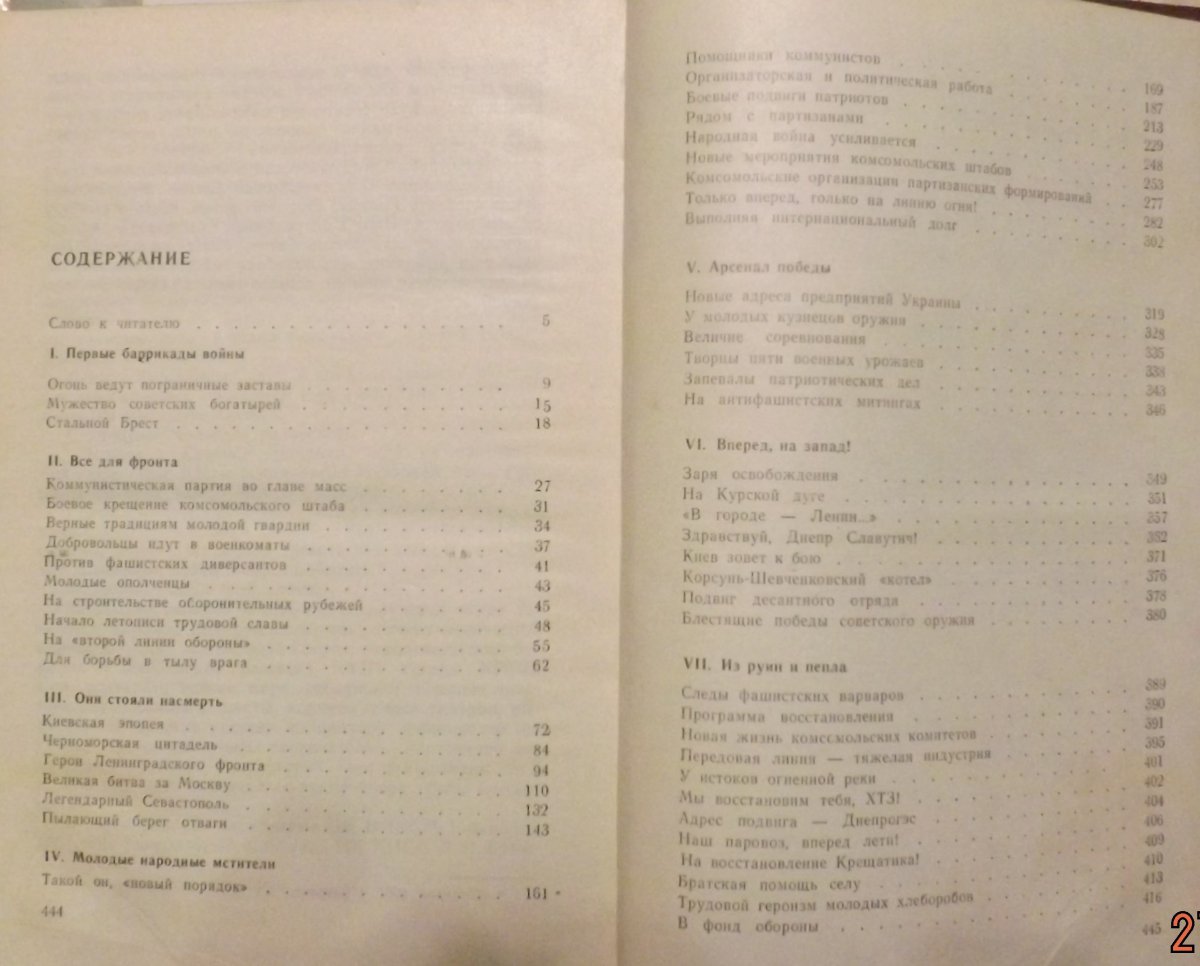 СОДЕРЖАНИЕ
Слово к читателю . . . . . . . . . . . . . . . . 5
I. Первые баррикады войны
Огонь ведут пограничные заставы . . . . . . . . . . 9
Мужество советских богатырей . . . . . . . . . . 15
Стальной Брест . . . . . . . . . . . . . . . . 18
II. Все для фронта
Коммунистическая партия во главе масс . . . . . . . . 27
Боевое крещение комсомольского штаба . . . . . . . . 31
Верные традициям молодой гвардии . . . . . . . . . 34
Добровольцы идут в военкоматы . . . . . . . . . . 37
Против фашистских диверсантов . . . . . . . . . . 41
Молодые ополченцы . . . . . . . . . . . . . . 43
На строительстве оборонительных рубежей . . . . . . . 45
Начало летописи трудовой славы . . . . . . . . . . 48
На «второй линии обороны» . . . . . . . . . . . . 55
Для борьбы в тылу врага . . . . . . . . . . . . 62
III. Они стояли насмерть
Киевская эпопея . . . . . . . . . . . . . . . 72
Черноморская цитадель . . . . . . . . . . . . . 84
Герои Ленинградского фронта . . . . . . . . . . . 94
Великая битва за Москву . . . . . . . . . . . . 110
Легендарный Севастополь . . . . . . . . . . . . 132
Пылающий берег отваги . . . . . . . . . . . . . 143
IV. Молодые народные мстители
Такой он, «новый порядок» . . . . . . . . . . . . 161
444
Помощники коммунистов . . . . . . . . . . . . 169
Организаторская и политическая работа . . . . . . . 187
Боевые подвиги патриотов . . . . . . . . . . . 213
Рядом с партизанами . . . . . . . . . . . . . 229
Народная война усиливается . . . . . . . . . . 248
Новые мероприятия комсомольских штабов . . . . . . 253
Комсомольские организации партизанских формирований . . 277
Только вперед, только на линию огня! . . . . . . . 282
Выполняя интернациональный долг . . . . . . . . 302
V. Арсенал победы
Новые адреса предприятий Украины . . . . . . . . 319
У молодых кузнецов оружия . . . . . . . . . . 328
Величие соревнования . . . . . . . . . . . . 335
Творцы пяти военных урожаев . . . . . . . . . . 338
Запевалы патриотических дел . . . . . . . . . . 343
На антифашистских митингах . . . . . . . . . . 346
VI. Вперед, на запад!
Заря освобождения . . . . . . . . . . . . . 349
На Курской дуге . . . . . . . . . . . . . . 351
«В городе — Ленин...» . . . . . . . . . . . . 357
Здравствуй, Днепр Славутич! . . . . . . . . . . 362
Киев зовет к бою . . . . . . . . . . . . . . 371
Корсунь-Шевченковский «котел» . . . . . . . . . 376
Подвиг десантного отряда . . . . . . . . . . . 378
Блестящие победы советского оружия . . . . . . . . 380
VII. Из руин и пепла
Следы фашистских варваров . . . . . . . . . . . 389
Программа восстановления . . . . . . . . . . . 390
Новая жизнь комсомольских комитетов . . . . . . . 391
Передовая линия — тяжелая индустрия . . . . . . . 395
У истоков огненной реки . . . . . . . . . . . 401
Мы восстановим тебя, ХТЗ! . . . . . . . . . . . 402
Адрес подвига — Днепрогэс . . . . . . . . . . . 404
Наш паровоз, вперед лети! . . . . . . . . . . . 406
На восстановление Крещатика! . . . . . . . . . . 409
Братская помощь селу . . . . . . . . . . . . 410
Трудовой героизм молодых хлеборобов . . . . . . . 413
В фонд обороны . . . . . . . . . . . . . . 416
445
2